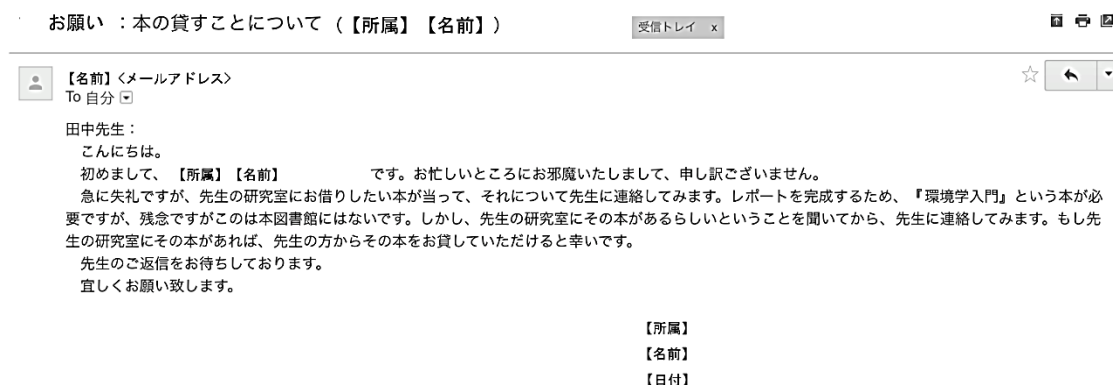 お願い ：本の貸すことについて（【所属】【名前】） 受信トレイ x
【名前】<メールアドレス>
To 自分
田中先生：
こんにちは。
初めまして、 【所属】【名前】 です。お忙しいところにお邪魔いたしまして、申し訳ございません。
急に失礼ですが、先生の研究室にお借りしたい本が当って、それについて先生に連絡してみます。レポートを完成するため、『環境学入門』という本が必
要ですが、残念ですがこのは本図書館にはないです。しかし、先生の研究室にその本があるらしいということを聞いてから、先生に連絡してみます。もし先
生の研究室にその本があれば、先生の方からその本をお貸していただけると幸いです。
先生のご返信をお待ちしております。
宜しくお願い致します。
【所属】
【名前】
【日付】